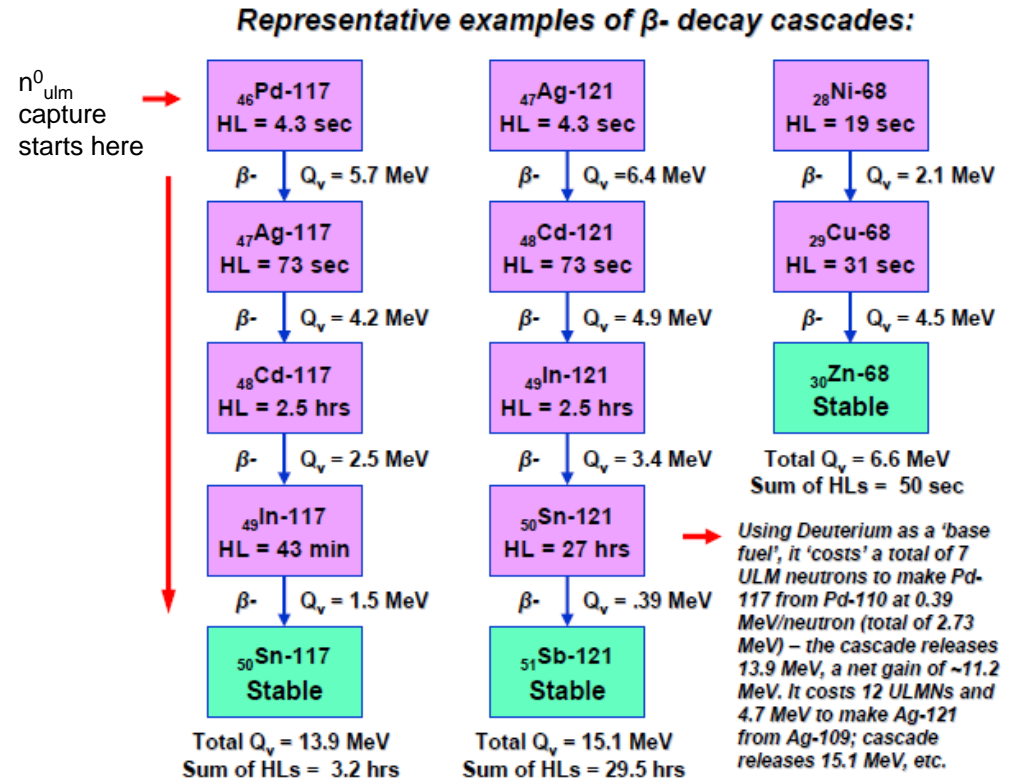 Representative examples of β- decay cascades:
n⁰ulm
capture
starts here
₄₆Pd-117
HL = 4.3 sec
β- Qᵥ = 5.7 MeV
₄₇Ag-117
HL = 73 sec
β- Qᵥ = 4.2 MeV
₄₈Cd-117
HL = 2.5 hrs
β- Qᵥ = 2.5 MeV
₄₉In-117
HL = 43 min
β- Qᵥ = 1.5 MeV
₅₀Sn-117
Stable
Total Qᵥ = 13.9 MeV
Sum of HLs = 3.2 hrs
₄₇Ag-121
HL = 4.3 sec
β- Qᵥ =6.4 MeV
₄₈Cd-121
HL = 73 sec
β- Qᵥ = 4.9 MeV
₄₉In-121
HL = 2.5 hrs
β- Qᵥ = 3.4 MeV
₅₀Sn-121
HL = 27 hrs
β- Qᵥ = .39 MeV
₅₁Sb-121
Stable
Total Qᵥ = 15.1 MeV
Sum of HLs = 29.5 hrs
₂₈Ni-68
HL = 19 sec
β- Qᵥ = 2.1 MeV
₂₉Cu-68
HL = 31 sec
β- Qᵥ = 4.5 MeV
₃₀Zn-68
Stable
Total Qᵥ = 6.6 MeV
Sum of HLs = 50 sec
Using Deuterium as a ‘base
fuel’, it ‘costs’ a total of 7
ULM neutrons to make Pd-
117 from Pd-110 at 0.39
MeV/neutron (total of 2.73
MeV) – the cascade releases
13.9 MeV, a net gain of ~11.2
MeV. It costs 12 ULMNs and
4.7 MeV to make Ag-121
from Ag-109; cascade
releases 15.1 MeV, etc.